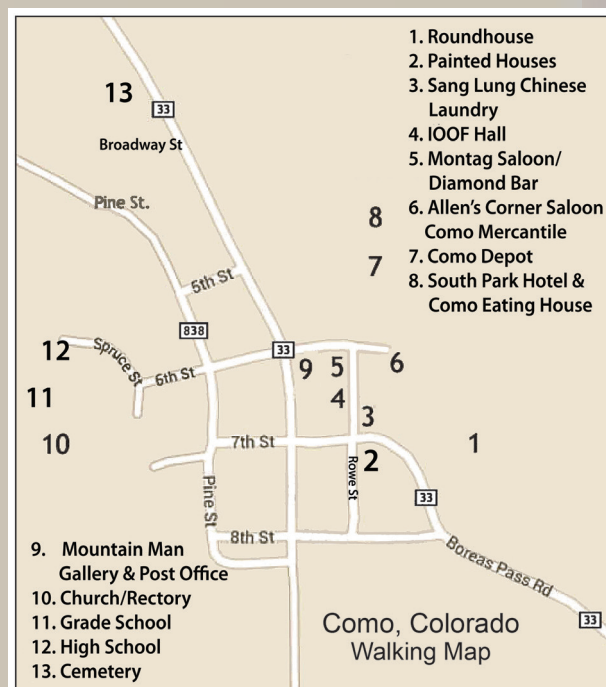 1. Roundhouse
2. Painted Houses
3. Sang Lung Chinese
Laundry
4. IOOF Hall
5. Montag Saloon/
Diamond Bar
6. Allen's Corner Saloon
Como Mercantile
7. Como Depot
8. South Park Hotel &
Como Eating House
13
33
Broadway St
Pine St.
8
7
5th St
838
33
12
Spruce St
6th St
9
5
6
11
4
3
10
7th St
2
1
Rowe St
Pine St
33
8th St
Boreas Pass Rd
33
9. Mountain Man
Gallery & Post Office
10. Church/Rectory
11. Grade School
12. High School
13. Cemetery
Como, Colorado
Walking Map